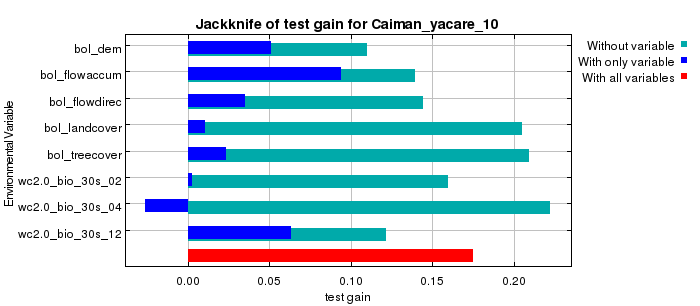 Jackknife of test gain for Caiman_yacare_10
Without variable
With only variable
With all variables
Environmental Variable
bol_dem
bol_flowaccum
bol_flowdirec
bol_landcover
bol_treecover
wc2.0_bio_30s_02
wc2.0_bio_30s_04
wc2.0_bio_30s_12
0.00 0.05 0.10 0.15 0.20
test gain